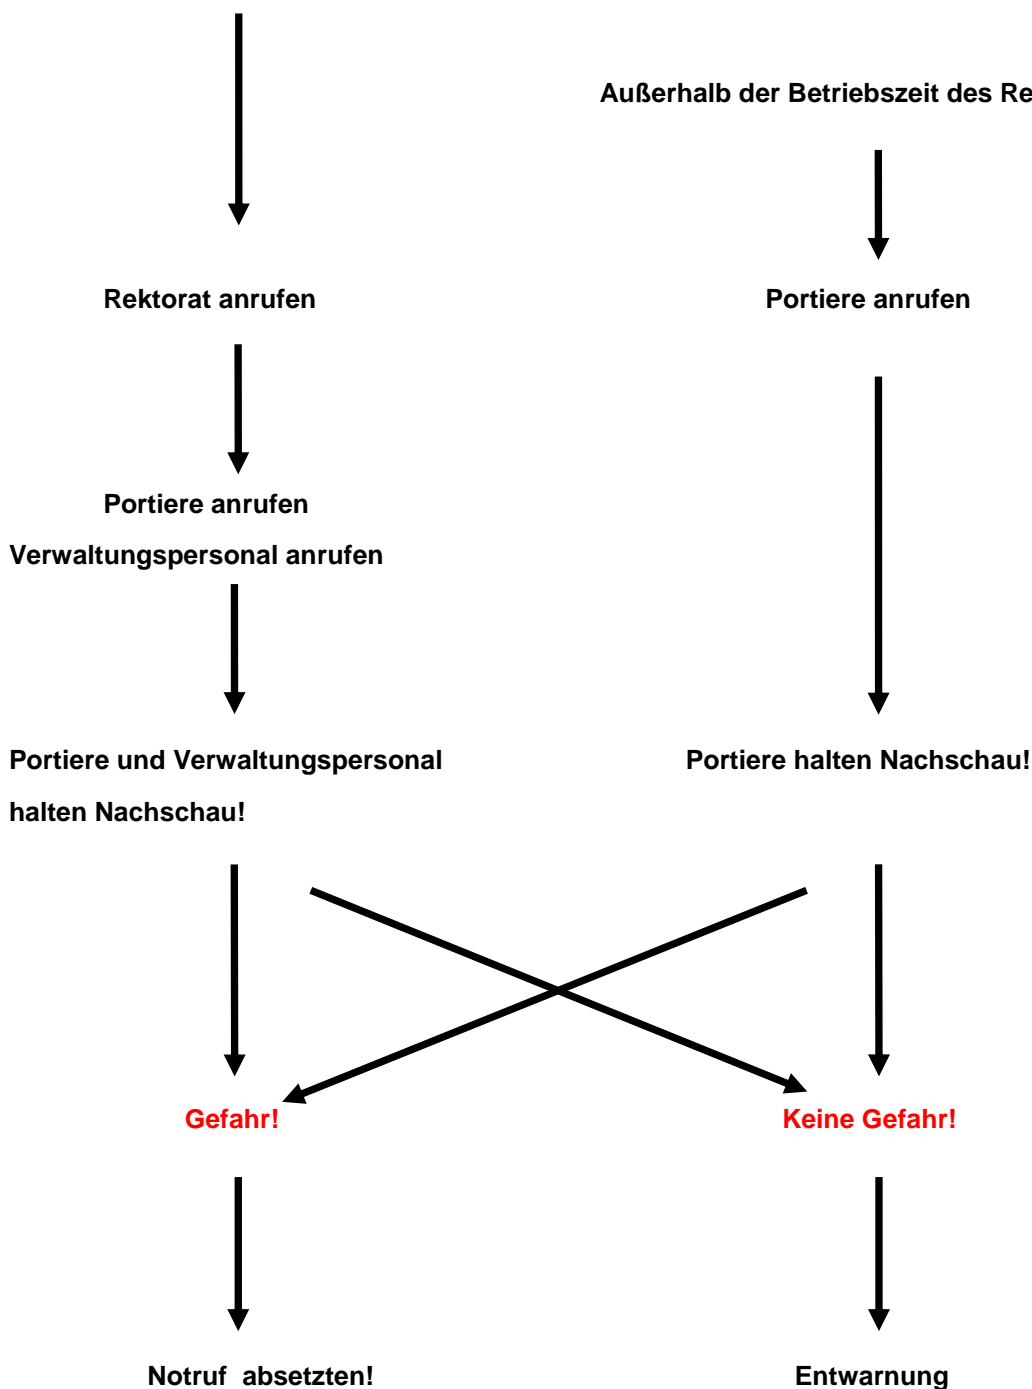 Außerhalb der Betriebszeit des Re
Rektorat anrufen
Portiere anrufen
Portiere anrufen
Verwaltungspersonal anrufen
Portiere und Verwaltungspersonal
halten Nachschau!
Portiere halten Nachschau!
Gefahr!
Keine Gefahr!
Notruf absetzten!
Entwarnung